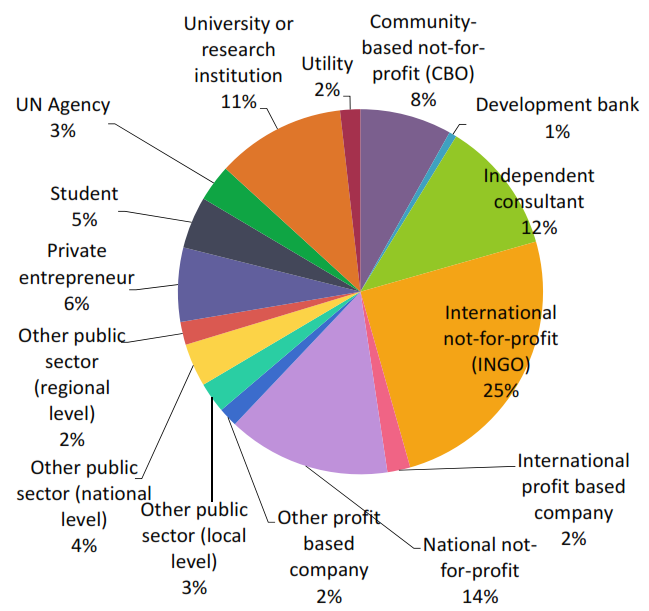 Community-
based not-for-
profit (CBO)
8%
Development bank
1%
Independent
consultant
12%
International
not-for-profit
(INGO)
25%
International
profit based
company
2%
National not-
for-profit
14%
Other profit
based
company
2%
Other public
sector (local
level)
3%
Other public
sector (national
level)
4%
Other public
sector
(regional
level)
2%
Private
entrepreneur
6%
Student
5%
UN Agency
3%
University or
research
institution
11%
Utility
2%